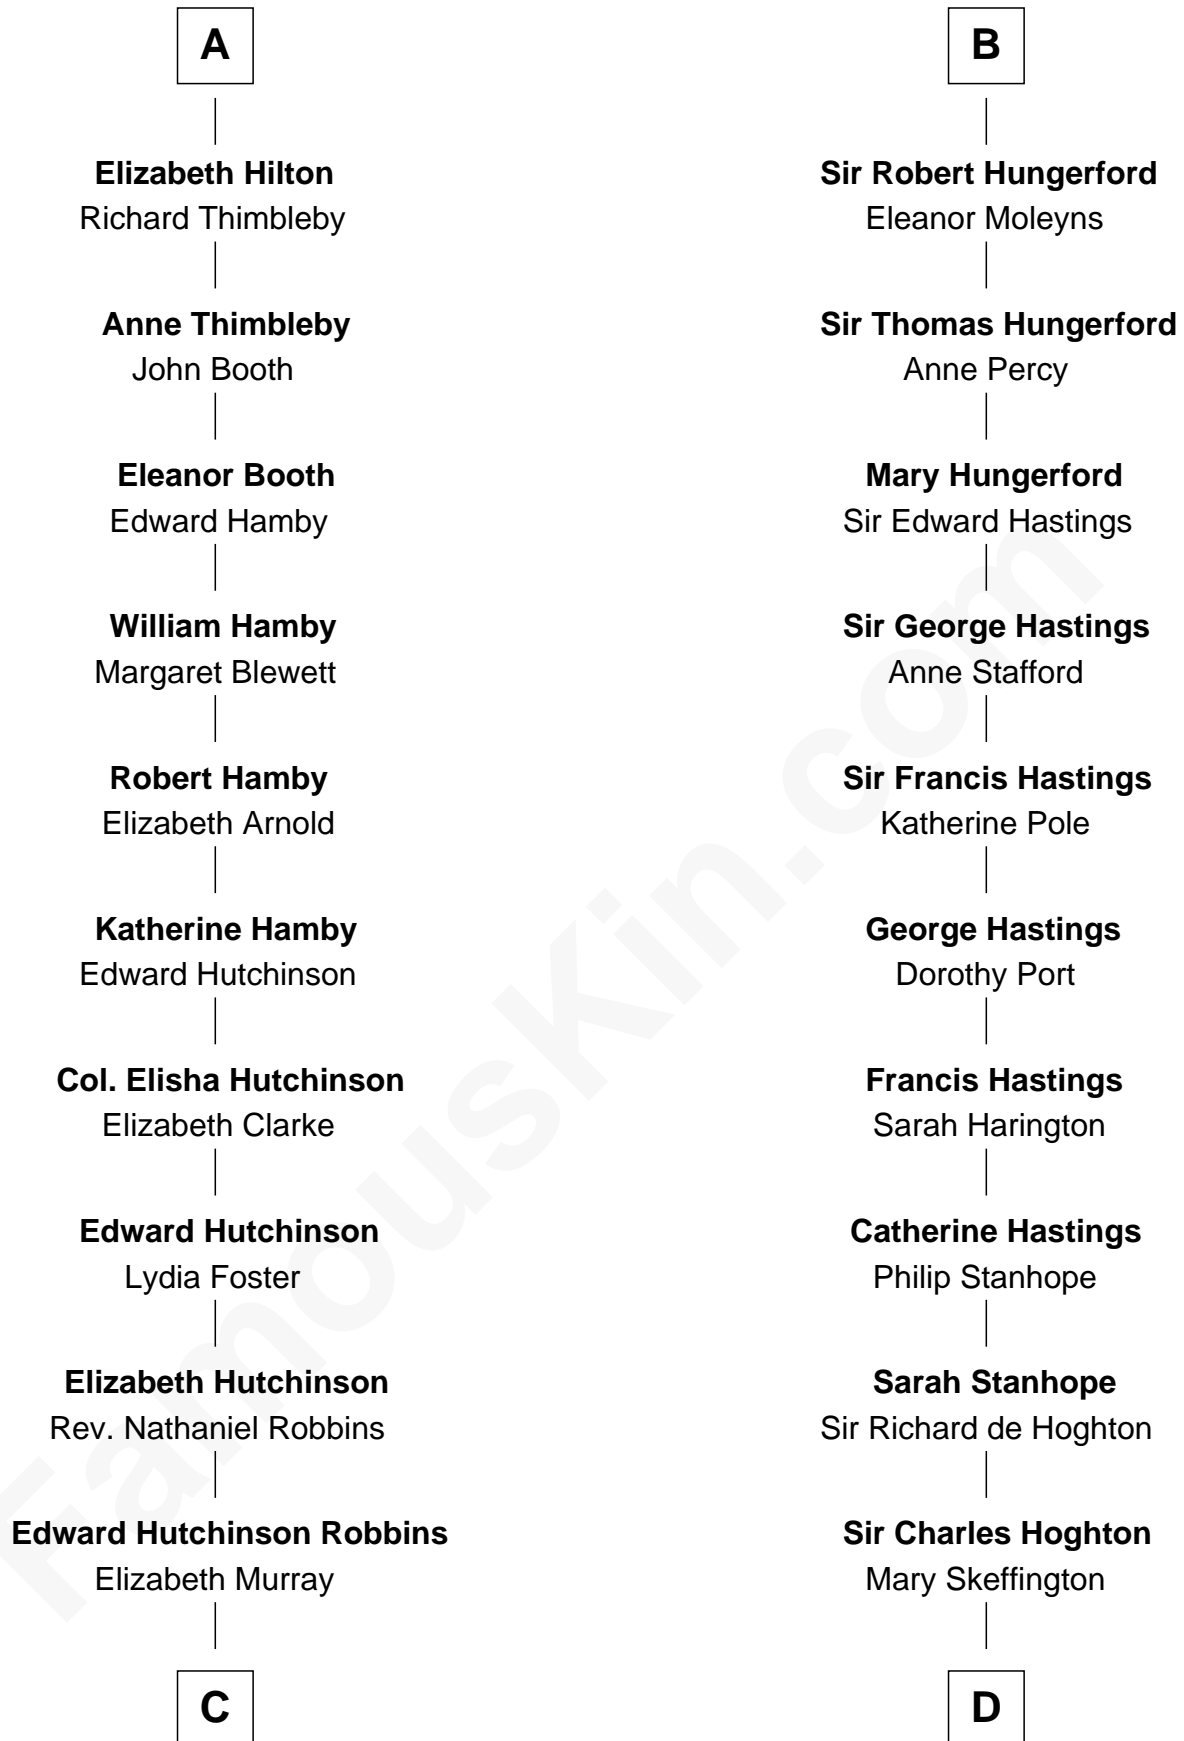 A
Elizabeth Hilton
Richard Thimbleby
Anne Thimbleby
John Booth
Eleanor Booth
Edward Hamby
William Hamby
Margaret Blewett
Robert Hamby
Elizabeth Arnold
Katherine Hamby
Edward Hutchinson
Col. Elisha Hutchinson
Elizabeth Clarke
Edward Hutchinson
Lydia Foster
Elizabeth Hutchinson
Rev. Nathaniel Robbins
Edward Hutchinson Robbins
Elizabeth Murray
C
B
Sir Robert Hungerford
Eleanor Moleyns
Sir Thomas Hungerford
Anne Percy
Mary Hungerford
Sir Edward Hastings
Sir George Hastings
Anne Stafford
Sir Francis Hastings
Katherine Pole
George Hastings
Dorothy Port
Francis Hastings
Sarah Harington
Catherine Hastings
Philip Stanhope
Sarah Stanhope
Sir Richard de Hoghton
Sir Charles Hoghton
Mary Skeffington
D
FamousKin.com